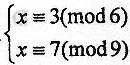 x ≡ 3(mod 6)
x ≡ 7(mod 9)